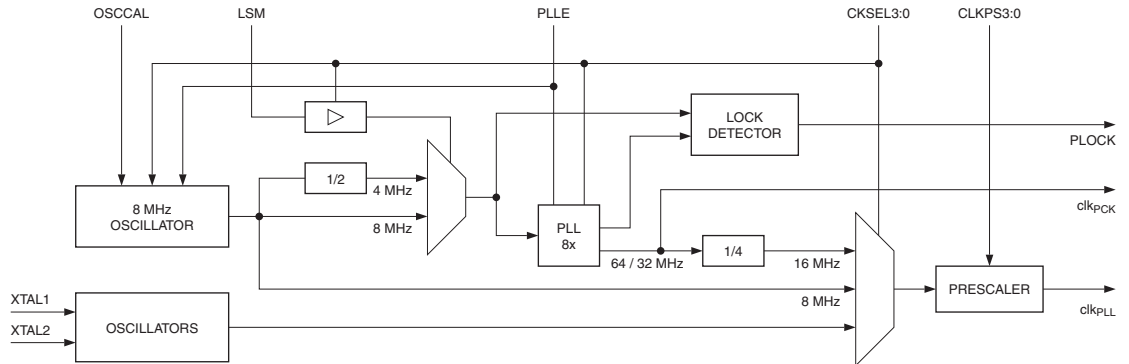 OSCCAL
LSM
PLLE
CKSEL3:0
CLKPS3:0
LOCK
DETECTOR
PLOCK
1/2
4 MHz
8 MHz
OSCILLATOR
8 MHz
PLL
8x
clkPCK
64 / 32 MHz
1/4
16 MHz
8 MHz
PRESCALER
clkPLL
XTAL1
XTAL2
OSCILLATORS